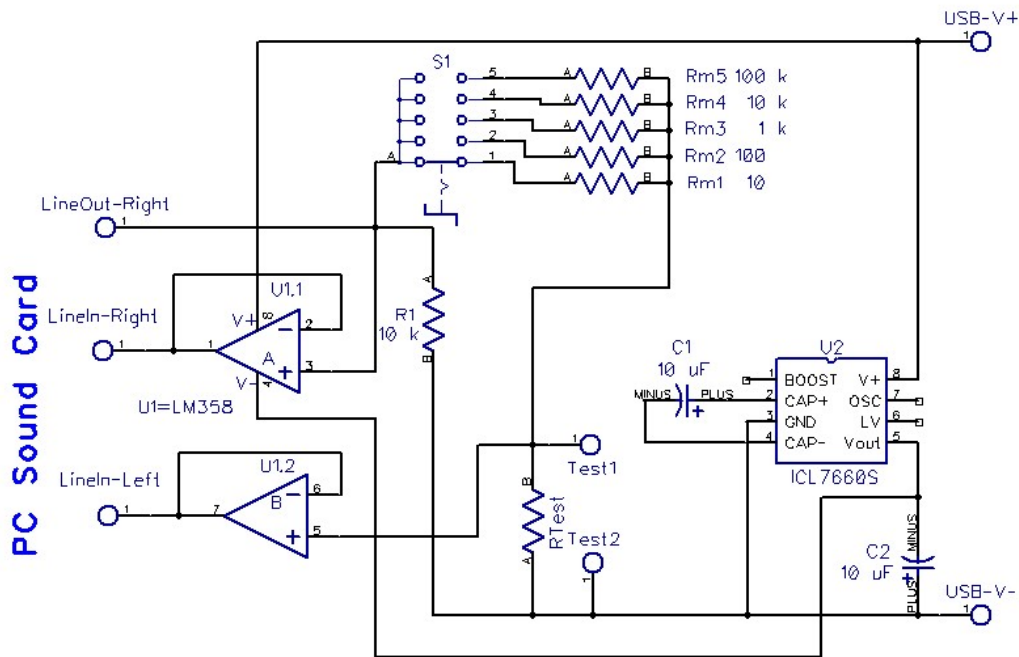 USB-V+
1
S1
5 A B Rm5 100 k
4 A B Rm4 10 k
3 A B Rm3 1 k
2 A B Rm2 100
A 1 A B Rm1 10
V
LineOut-Right
1
PC Sound Card
A
R1
10 k
B
U1.1
V+ 8
2
LineIn-Right
1 1
A
3
V- 4
U1=LM358
C1
10 uF
MINUS PLUS
U2
1 BOOST V+ 8
2 CAP+ OSC 7
3 GND LV 6
4 CAP- Vout 5
ICL7660S
1
Test1
U1.2
B
6
LineIn-Left
1 7
5
B
RTest
A
Test2
1
MINUS
C2
10 uF
PLUS
USB-V-
1